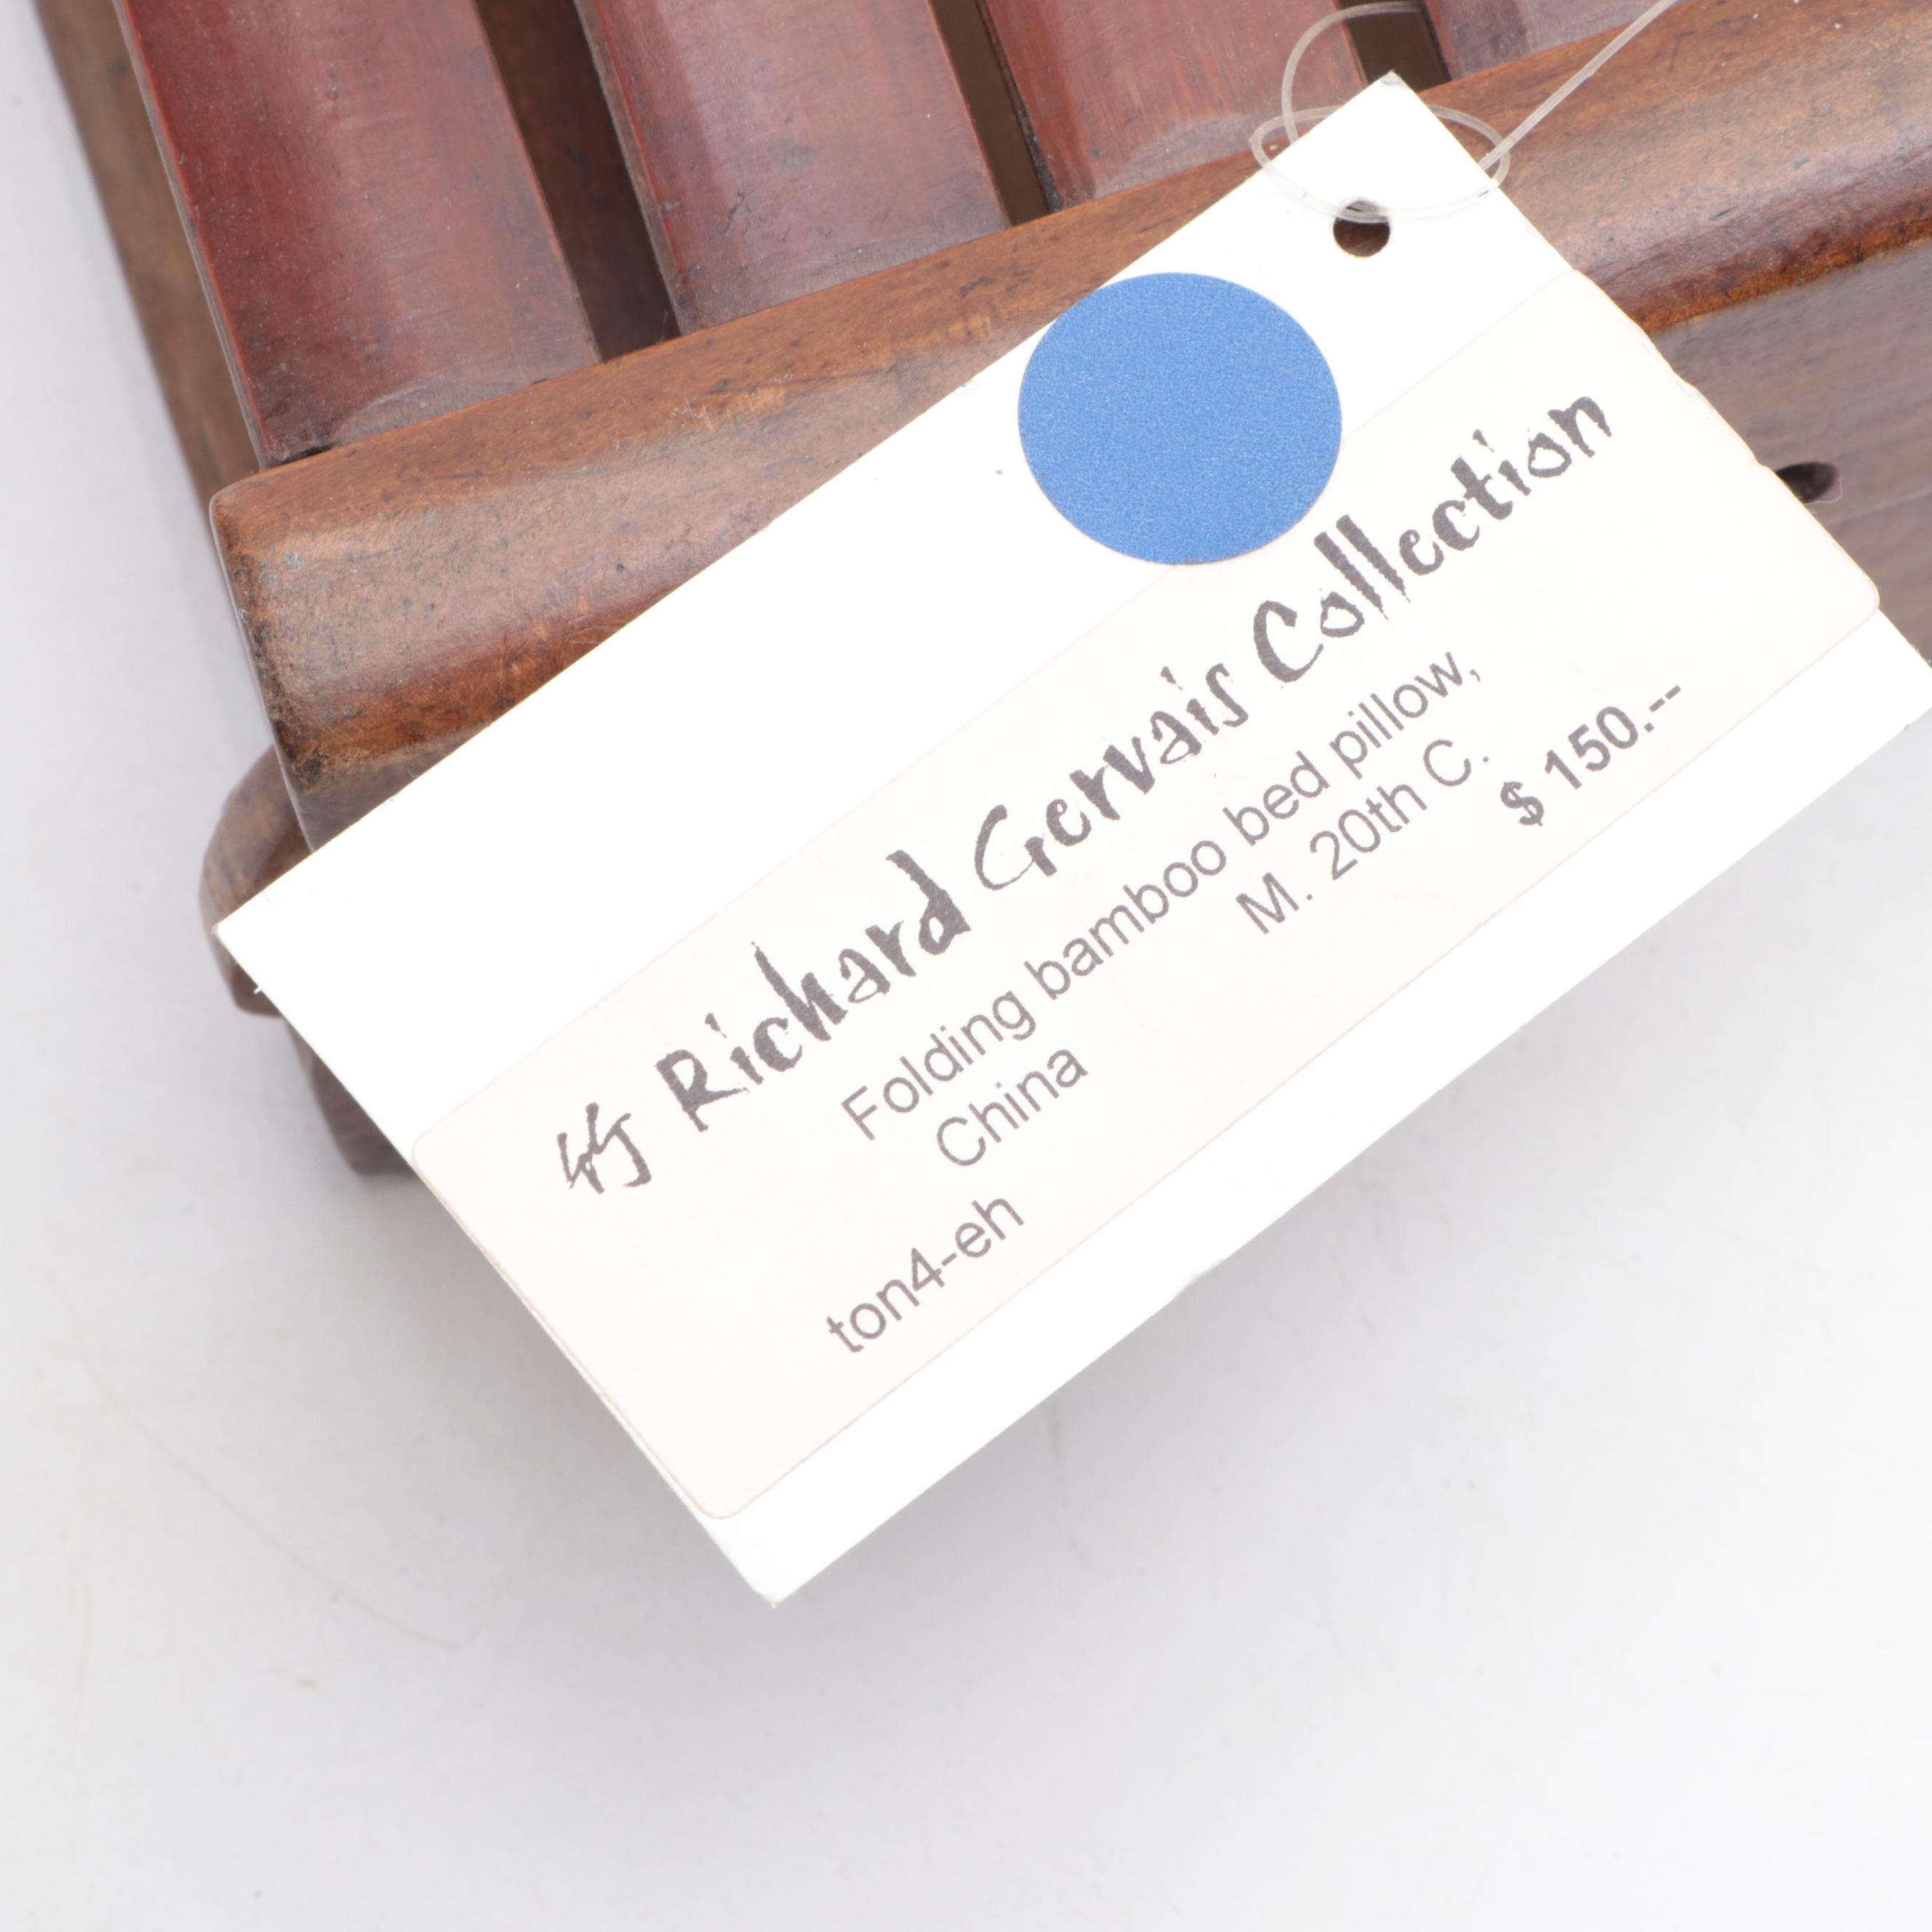 竹 Richard Gervais Collection
Folding bamboo bed pillow,
China M. 20th C.
$ 150.--
ton4-eh